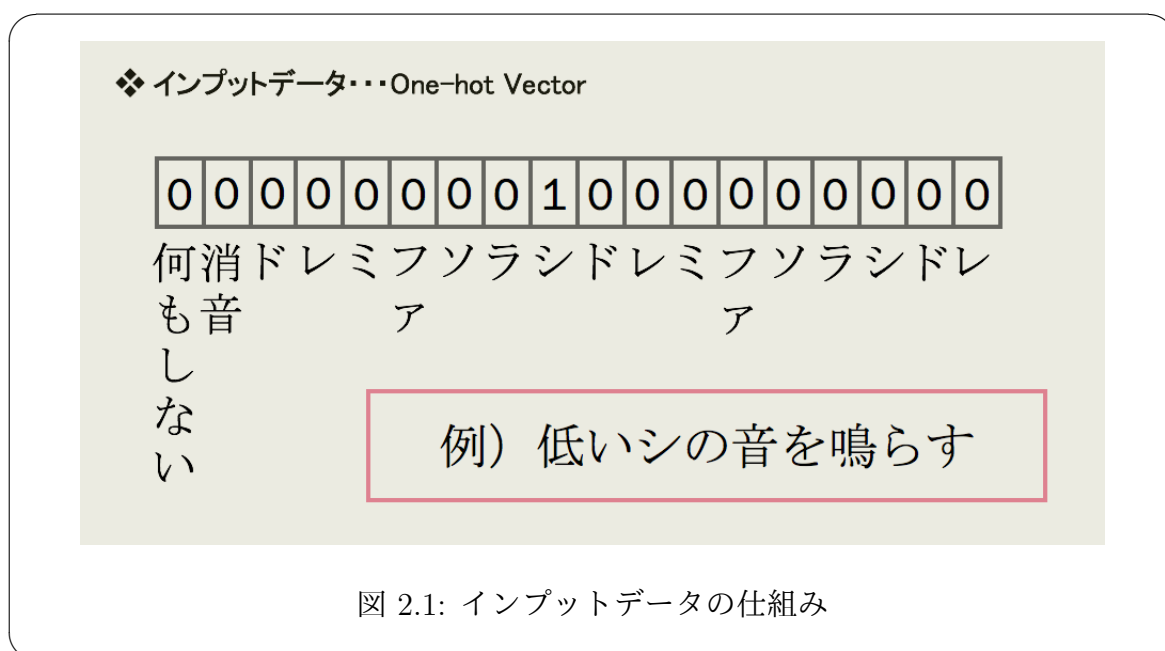 ❖ インプットデータ・・・One-hot Vector
0 0 0 0 0 0 0 0 1 0 0 0 0 0 0 0 0 0
何もしない 消音 ド レ ミ ファ ソ ラ シ ド レ ミ ファ ソ ラ シ ド レ
例）低いシの音を鳴らす
図 2.1: インプットデータの仕組み